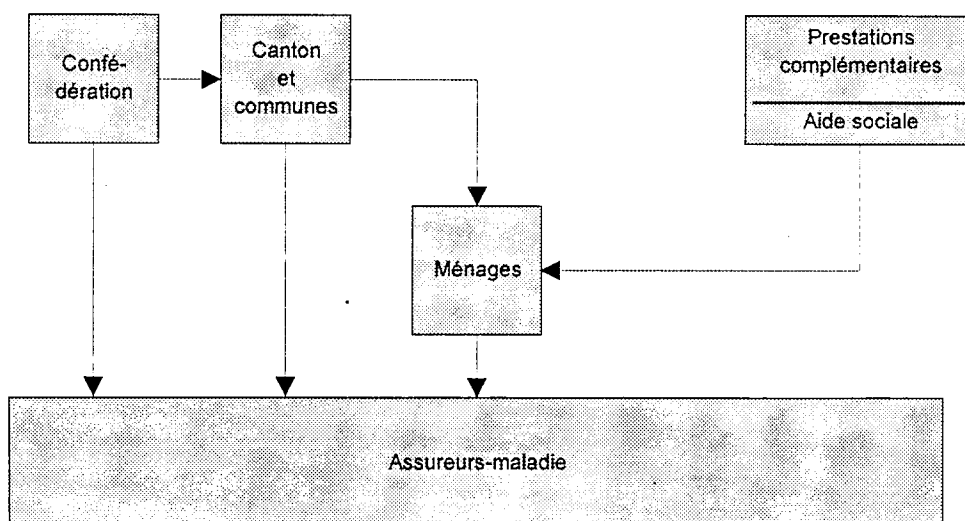 Confé-
dération
Canton
et
communes
Prestations
complémentaires
Aide sociale
Ménages
Assureurs-maladie